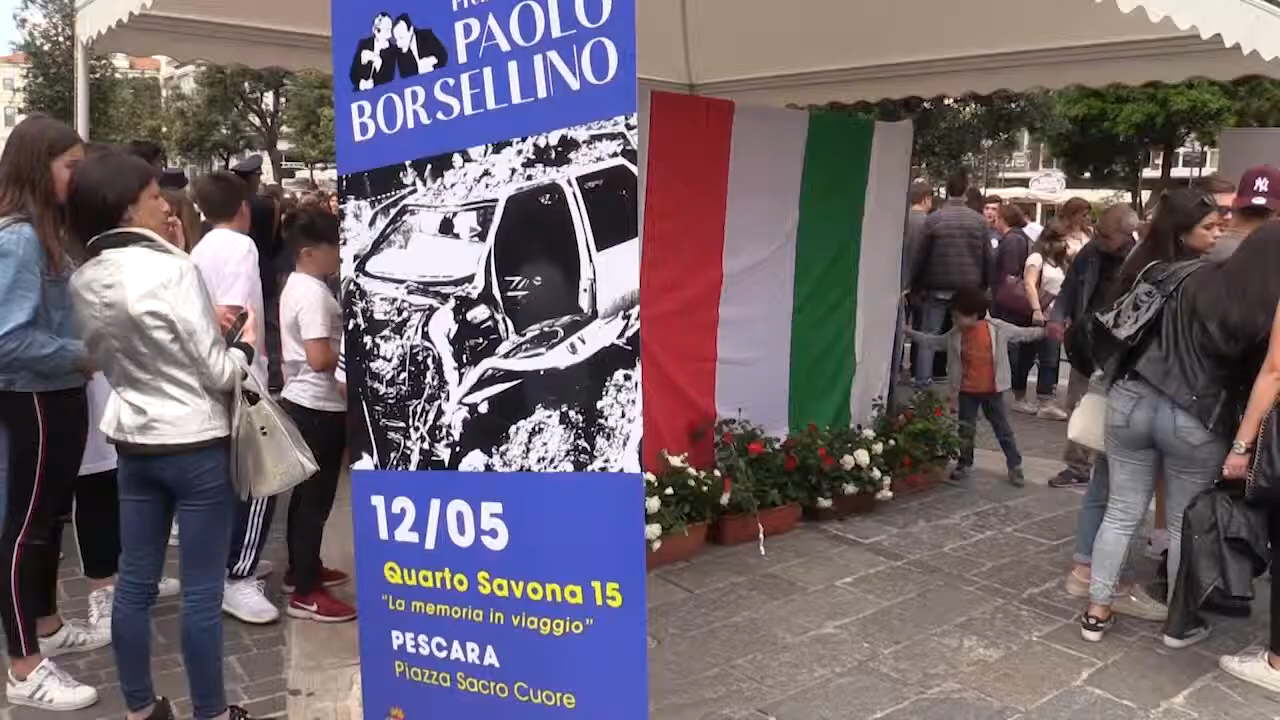 PAOLO
BORSELLINO
12/05
Quarto Savona 15
"La memoria in viaggio"
PESCARA
Piazza Sacro Cuore
NY